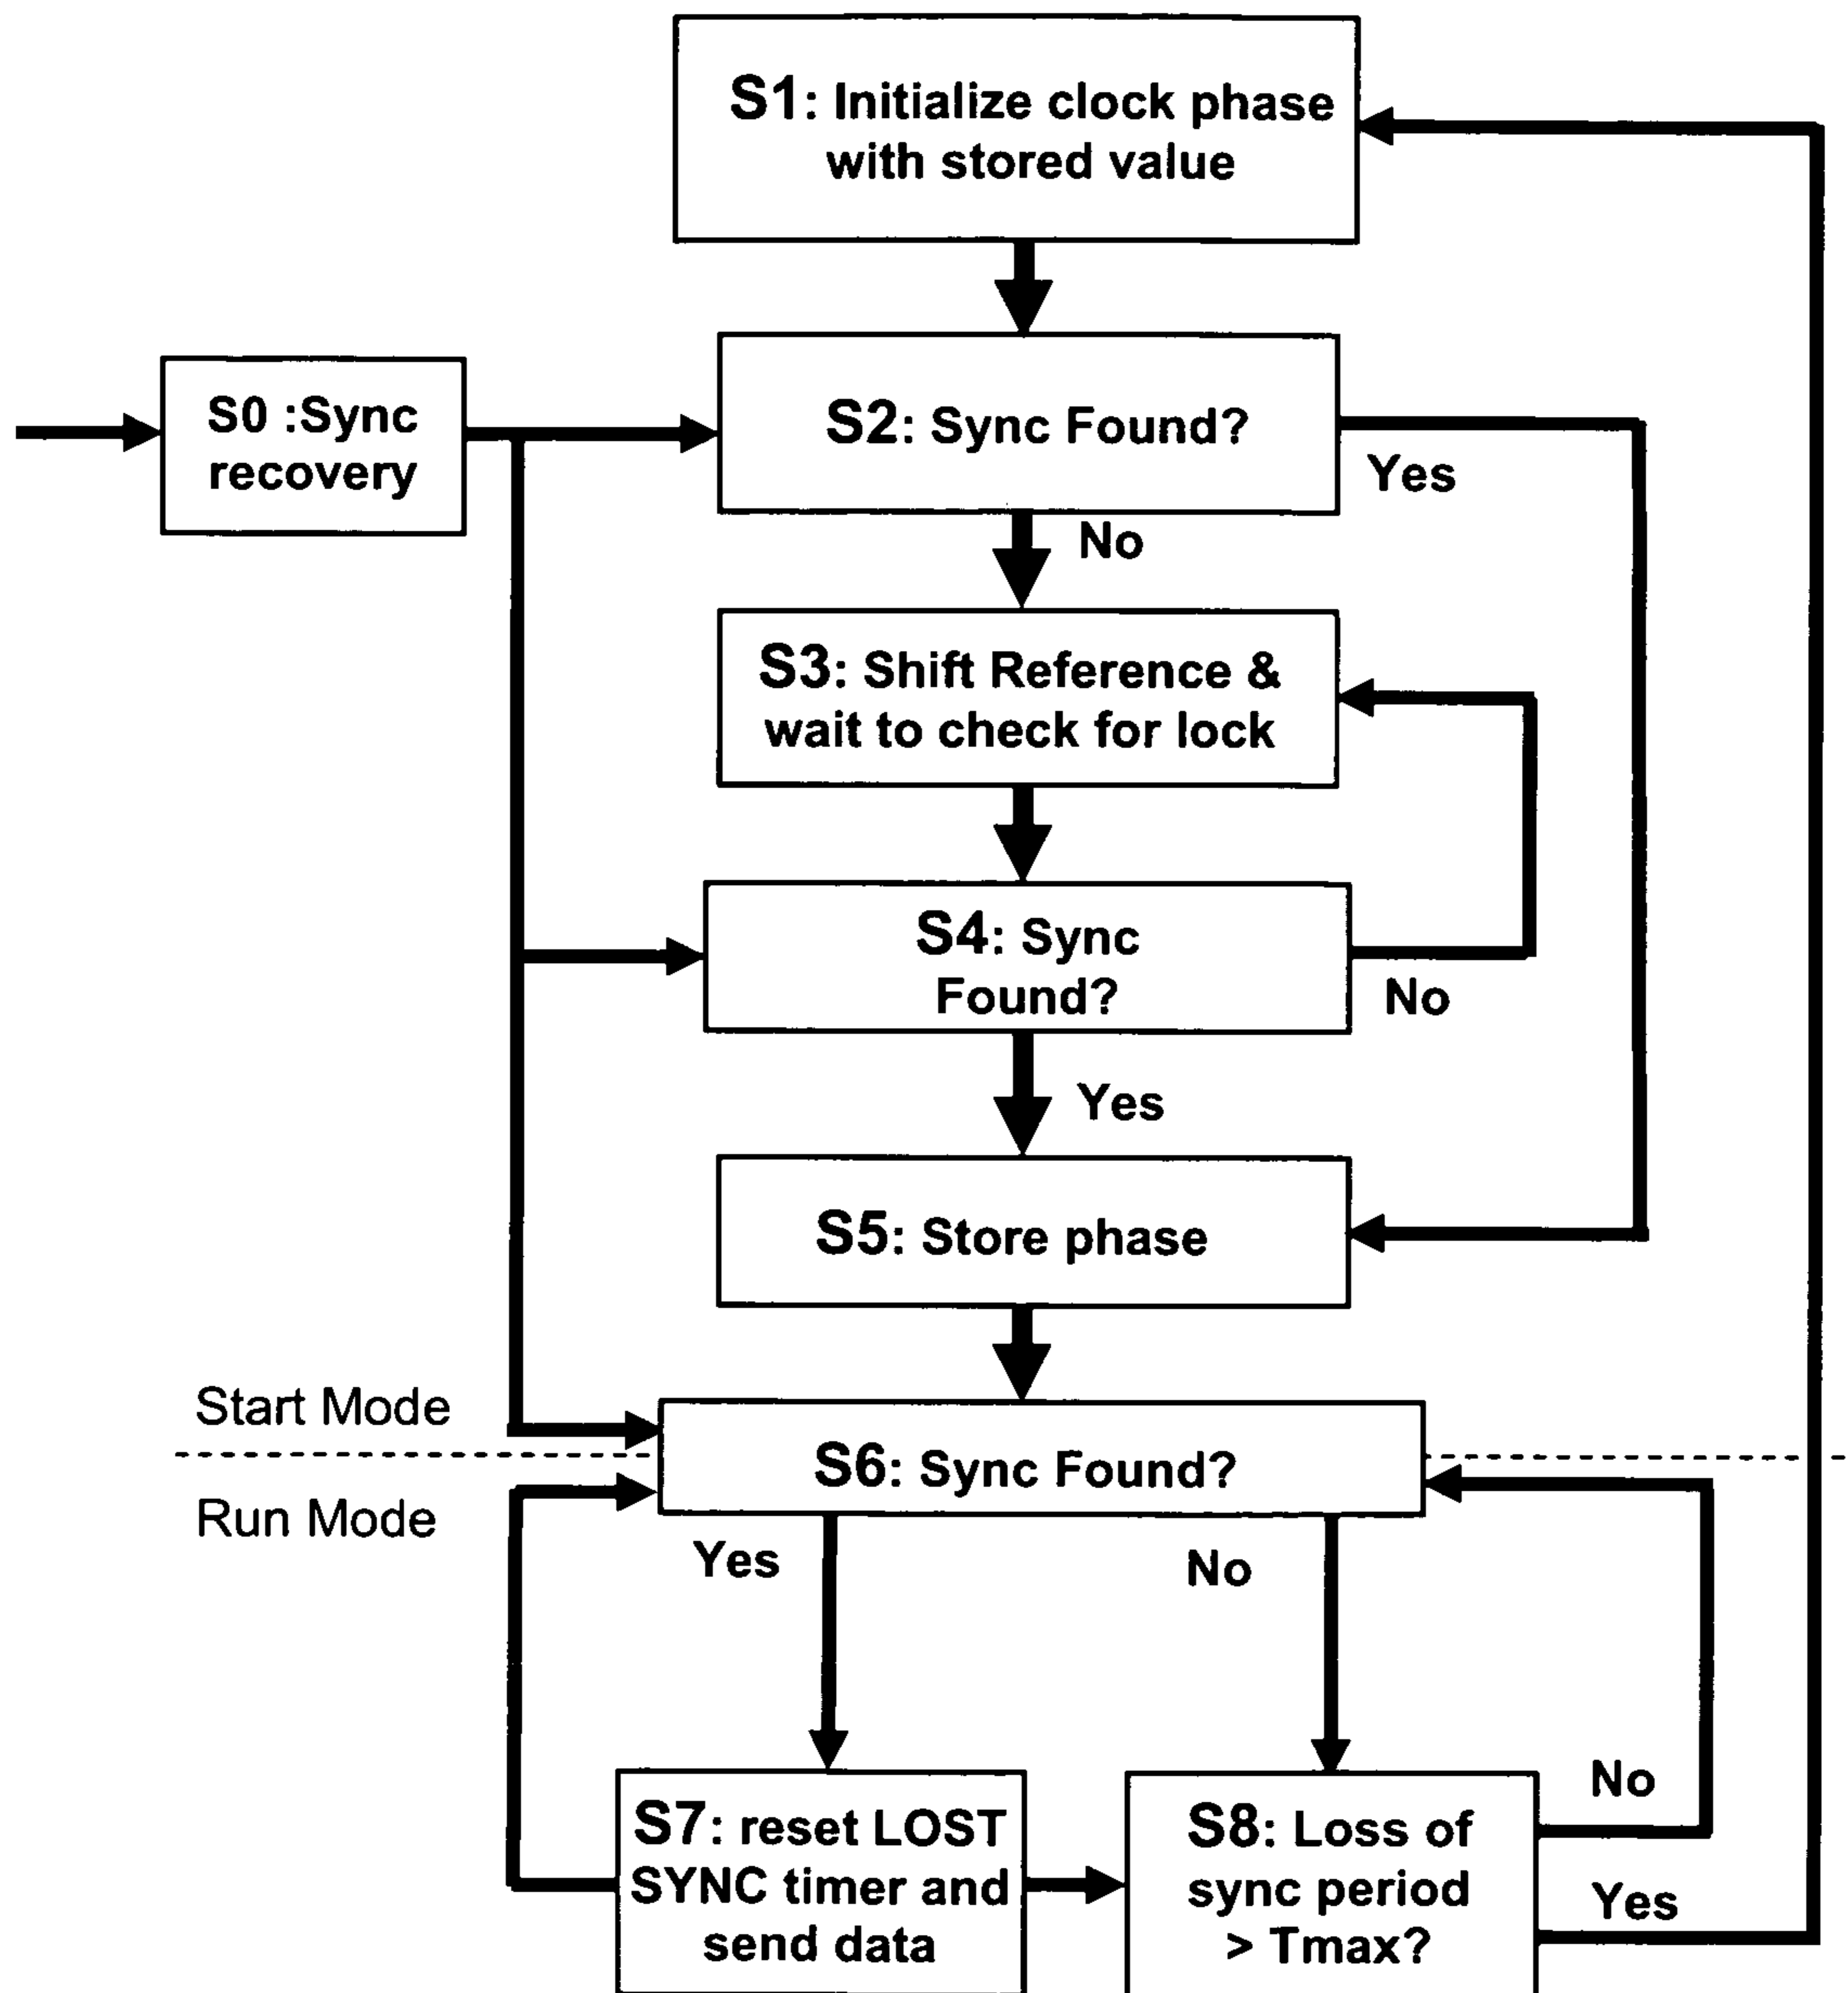 S1: Initialize clock phase
with stored value
S0 :Sync
recovery
S2: Sync Found?
Yes
No
S3: Shift Reference &
wait to check for lock
S4: Sync
Found?
No
Yes
S5: Store phase
Start Mode
S6: Sync Found?
Run Mode
Yes
No
S7: reset LOST
SYNC timer and
send data
S8: Loss of
sync period
> Tmax?
No
Yes